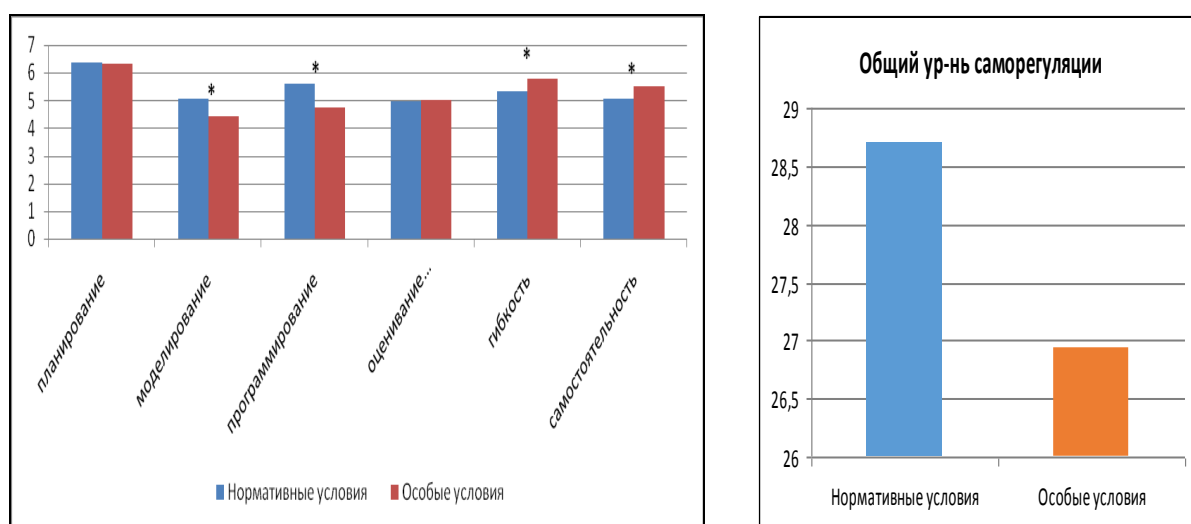 7
6
5
4
3
2
1
0
*
*
*
*
планирование
моделирование
программирование
оценивание...
гибкость
самостоятельность
Нормативные условия
Особые условия
Общий ур-нь саморегуляции
29
28,5
28
27,5
27
26,5
26
Нормативные условия
Особые условия